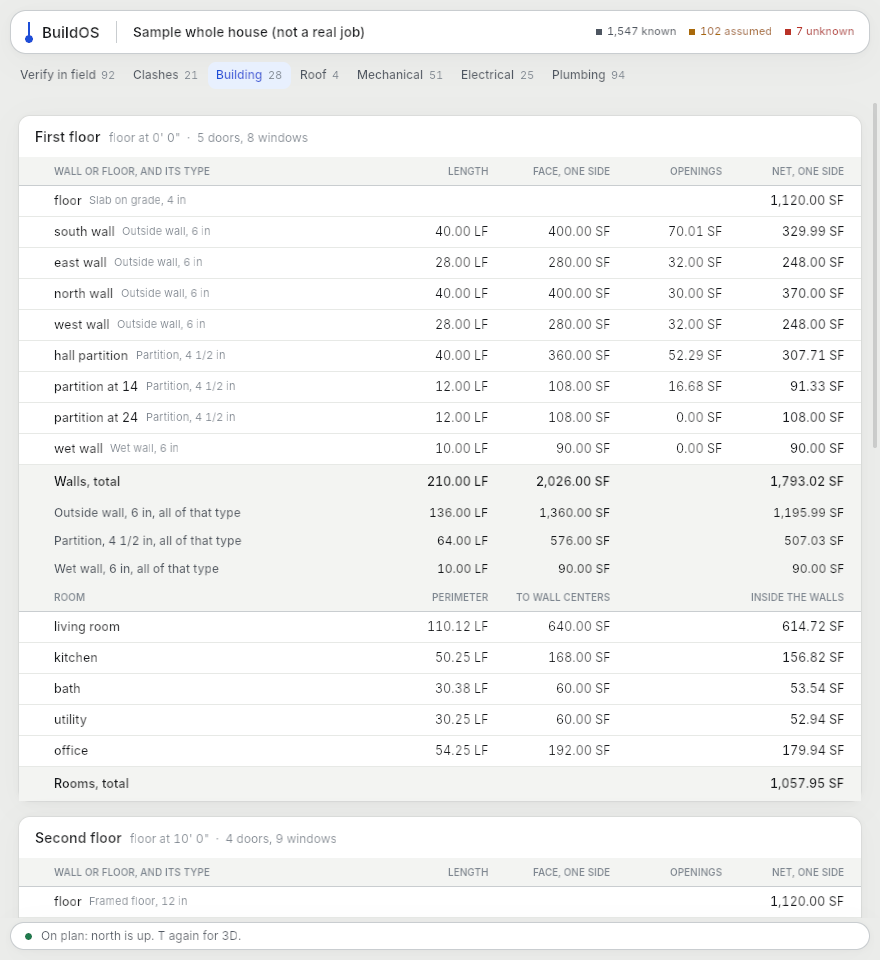 BuildOS Sample whole house (not a real job) 1,547 known 102 assumed 7 unknown
Verify in field 92 Clashes 21 Building 28 Roof 4 Mechanical 51 Electrical 25 Plumbing 94
First floor floor at 0' 0" · 5 doors, 8 windows
WALL OR FLOOR, AND ITS TYPE LENGTH FACE, ONE SIDE OPENINGS NET, ONE SIDE
floor Slab on grade, 4 in 1,120.00 SF
south wall Outside wall, 6 in 40.00 LF 400.00 SF 70.01 SF 329.99 SF
east wall Outside wall, 6 in 28.00 LF 280.00 SF 32.00 SF 248.00 SF
north wall Outside wall, 6 in 40.00 LF 400.00 SF 30.00 SF 370.00 SF
west wall Outside wall, 6 in 28.00 LF 280.00 SF 32.00 SF 248.00 SF
hall partition Partition, 4 1/2 in 40.00 LF 360.00 SF 52.29 SF 307.71 SF
partition at 14 Partition, 4 1/2 in 12.00 LF 108.00 SF 16.68 SF 91.33 SF
partition at 24 Partition, 4 1/2 in 12.00 LF 108.00 SF 0.00 SF 108.00 SF
wet wall Wet wall, 6 in 10.00 LF 90.00 SF 0.00 SF 90.00 SF
Walls, total 210.00 LF 2,026.00 SF 1,793.02 SF
Outside wall, 6 in, all of that type 136.00 LF 1,360.00 SF 1,195.99 SF
Partition, 4 1/2 in, all of that type 64.00 LF 576.00 SF 507.03 SF
Wet wall, 6 in, all of that type 10.00 LF 90.00 SF 90.00 SF
ROOM PERIMETER TO WALL CENTERS INSIDE THE WALLS
living room 110.12 LF 640.00 SF 614.72 SF
kitchen 50.25 LF 168.00 SF 156.82 SF
bath 30.38 LF 60.00 SF 53.54 SF
utility 30.25 LF 60.00 SF 52.94 SF
office 54.25 LF 192.00 SF 179.94 SF
Rooms, total 1,057.95 SF
Second floor floor at 10' 0" · 4 doors, 9 windows
WALL OR FLOOR, AND ITS TYPE LENGTH FACE, ONE SIDE OPENINGS NET, ONE SIDE
floor Framed floor, 12 in 1,120.00 SF
On plan: north is up. T again for 3D.